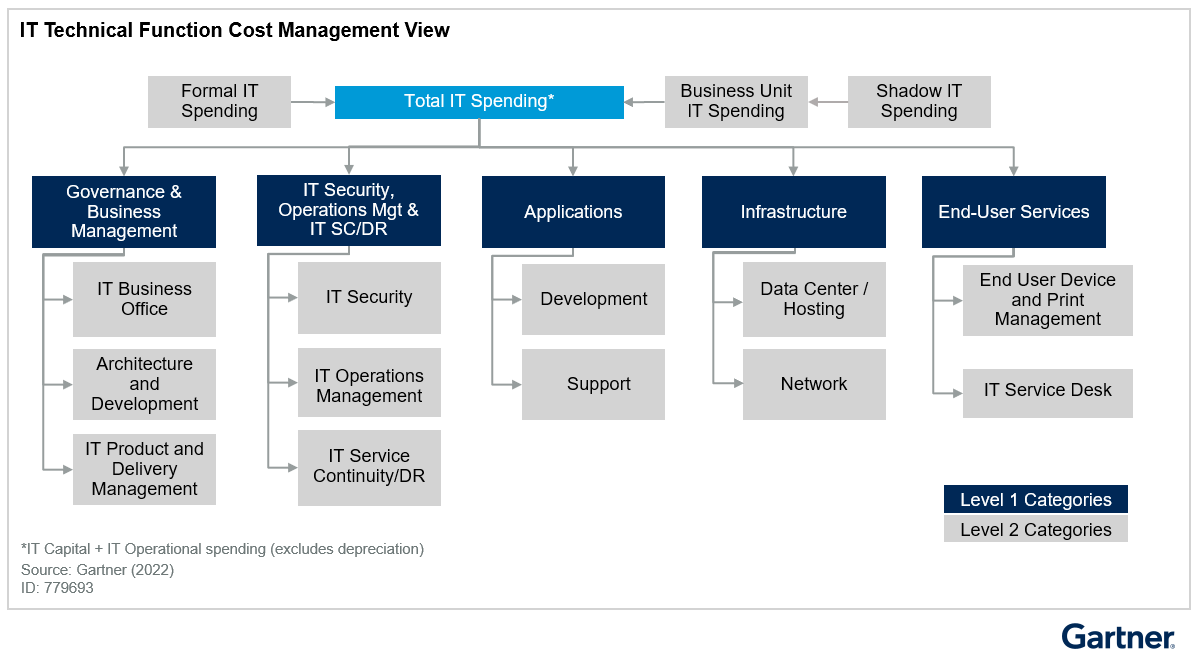 IT Technical Function Cost Management View
Formal IT
Spending
Total IT Spending*
Business Unit
IT Spending
Shadow IT
Spending
Governance &
Business
Management
IT Security,
Operations Mgt &
IT SC/DR
Applications
Infrastructure
End-User Services
IT Business
Office
IT Security
Development
Data Center /
Hosting
End User Device
and Print
Management
Architecture
and
Development
IT Operations
Management
Support
Network
IT Service Desk
IT Product and
Delivery
Management
IT Service
Continuity/DR
Level 1 Categories
Level 2 Categories
*IT Capital + IT Operational spending (excludes depreciation)
Source: Gartner (2022)
ID: 779693
Gartner®